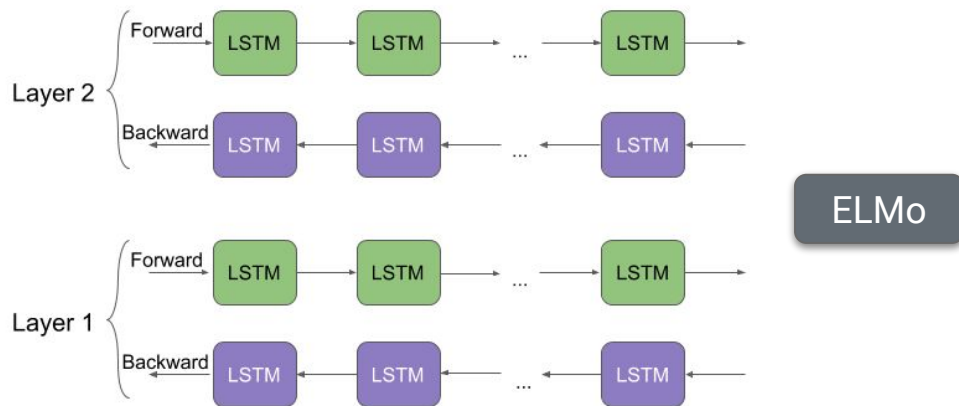 Forward
LSTM LSTM ... LSTM
Layer 2
Backward
LSTM LSTM ... LSTM
ELMo
Forward
LSTM LSTM ... LSTM
Layer 1
Backward
LSTM LSTM ... LSTM